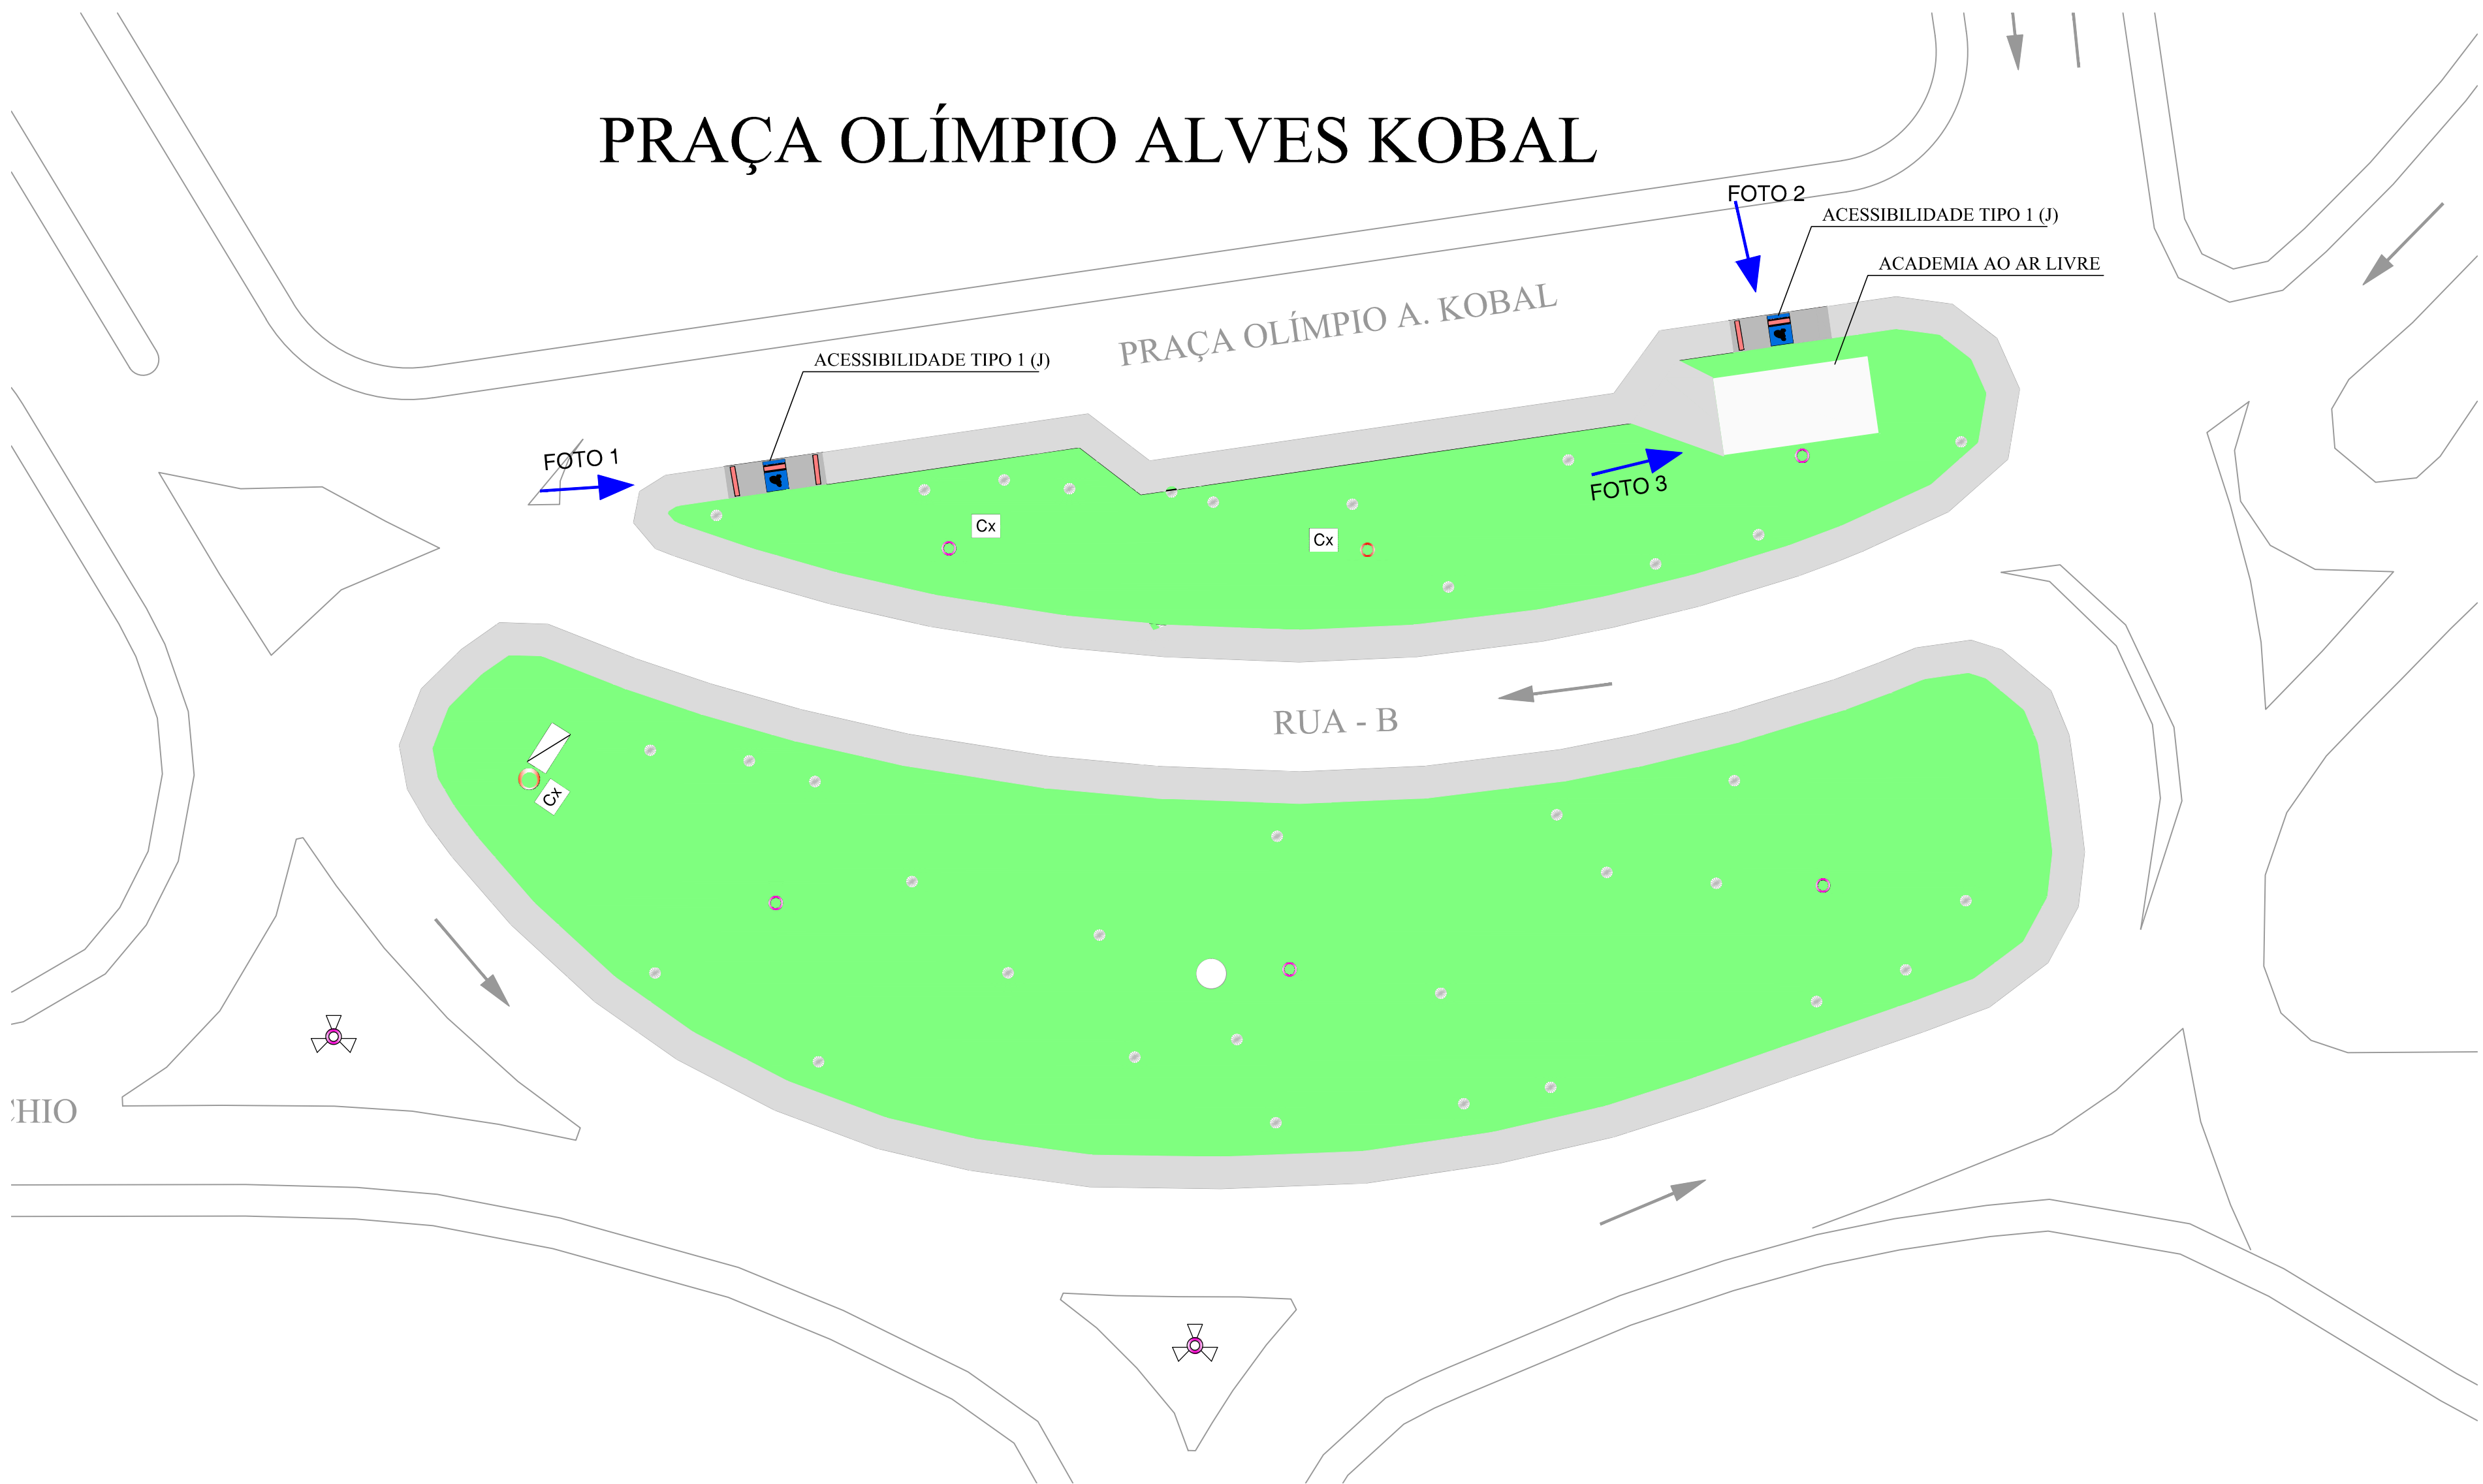 PRAÇA OLÍMPIO ALVES KOBAL
FOTO 2
ACESSIBILIDADE TIPO 1 (J)
ACADEMIA AO AR LIVRE
PRAÇA OLÍMPIO A. KOBAL
ACESSIBILIDADE TIPO 1 (J)
FOTO 1
FOTO 3
Cx
Cx
RUA - B
Cx
CHIO